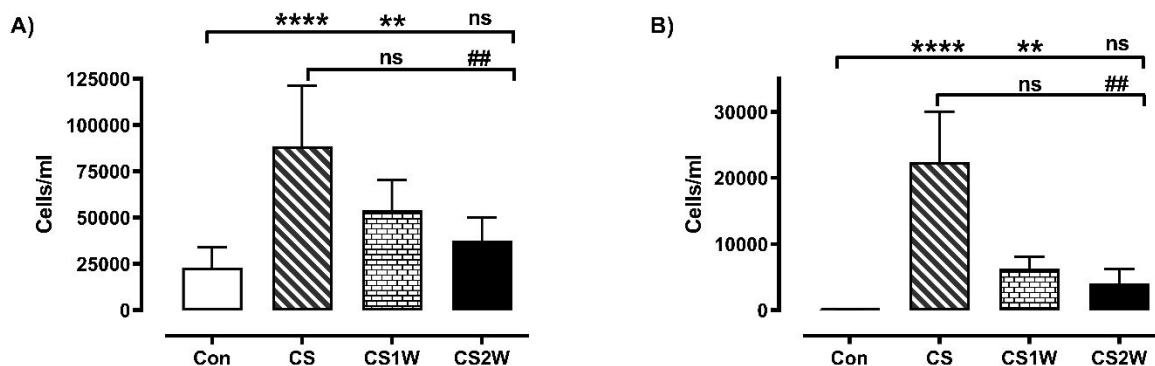 A)
**** ** ns
ns ##
125000
100000
75000
50000
25000
0
Cells/ml
Con CS CS1W CS2W
B)
**** ** ns
ns ##
30000
20000
10000
0
Cells/ml
Con CS CS1W CS2W